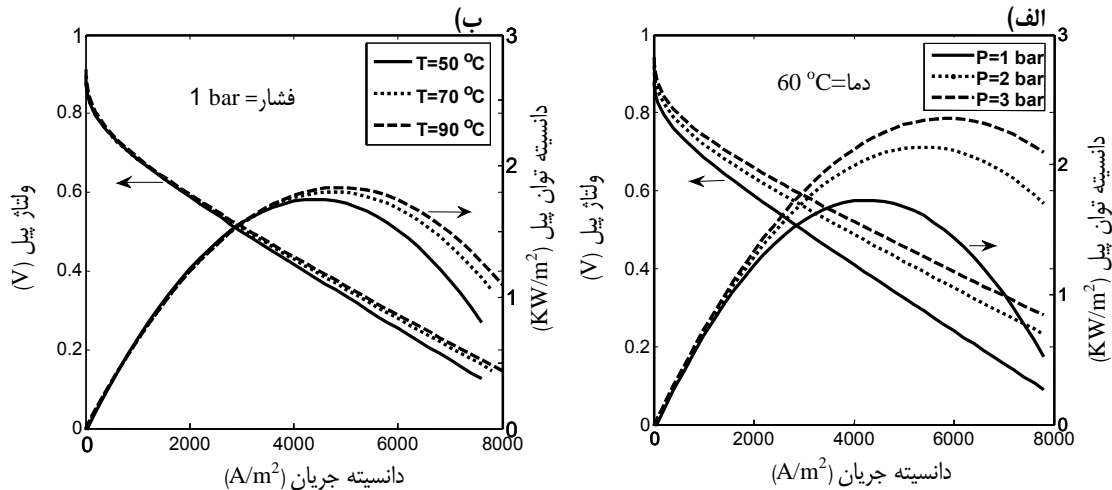 الف)
P=1 bar
P=2 bar
P=3 bar
دما=60 °C
ولتاژ پیل (V)
دانسیته توان پیل (KW/m²)
1
0.8
0.6
0.4
0.2
0
3
2
1
0
0
2000
4000
6000
8000
دانسیته جریان (A/m²)
ب)
T=50 °C
T=70 °C
T=90 °C
فشار= 1 bar
ولتاژ پیل (V)
دانسیته توان پیل (KW/m²)
1
0.8
0.6
0.4
0.2
0
3
2
1
0
0
2000
4000
6000
8000
دانسیته جریان (A/m²)